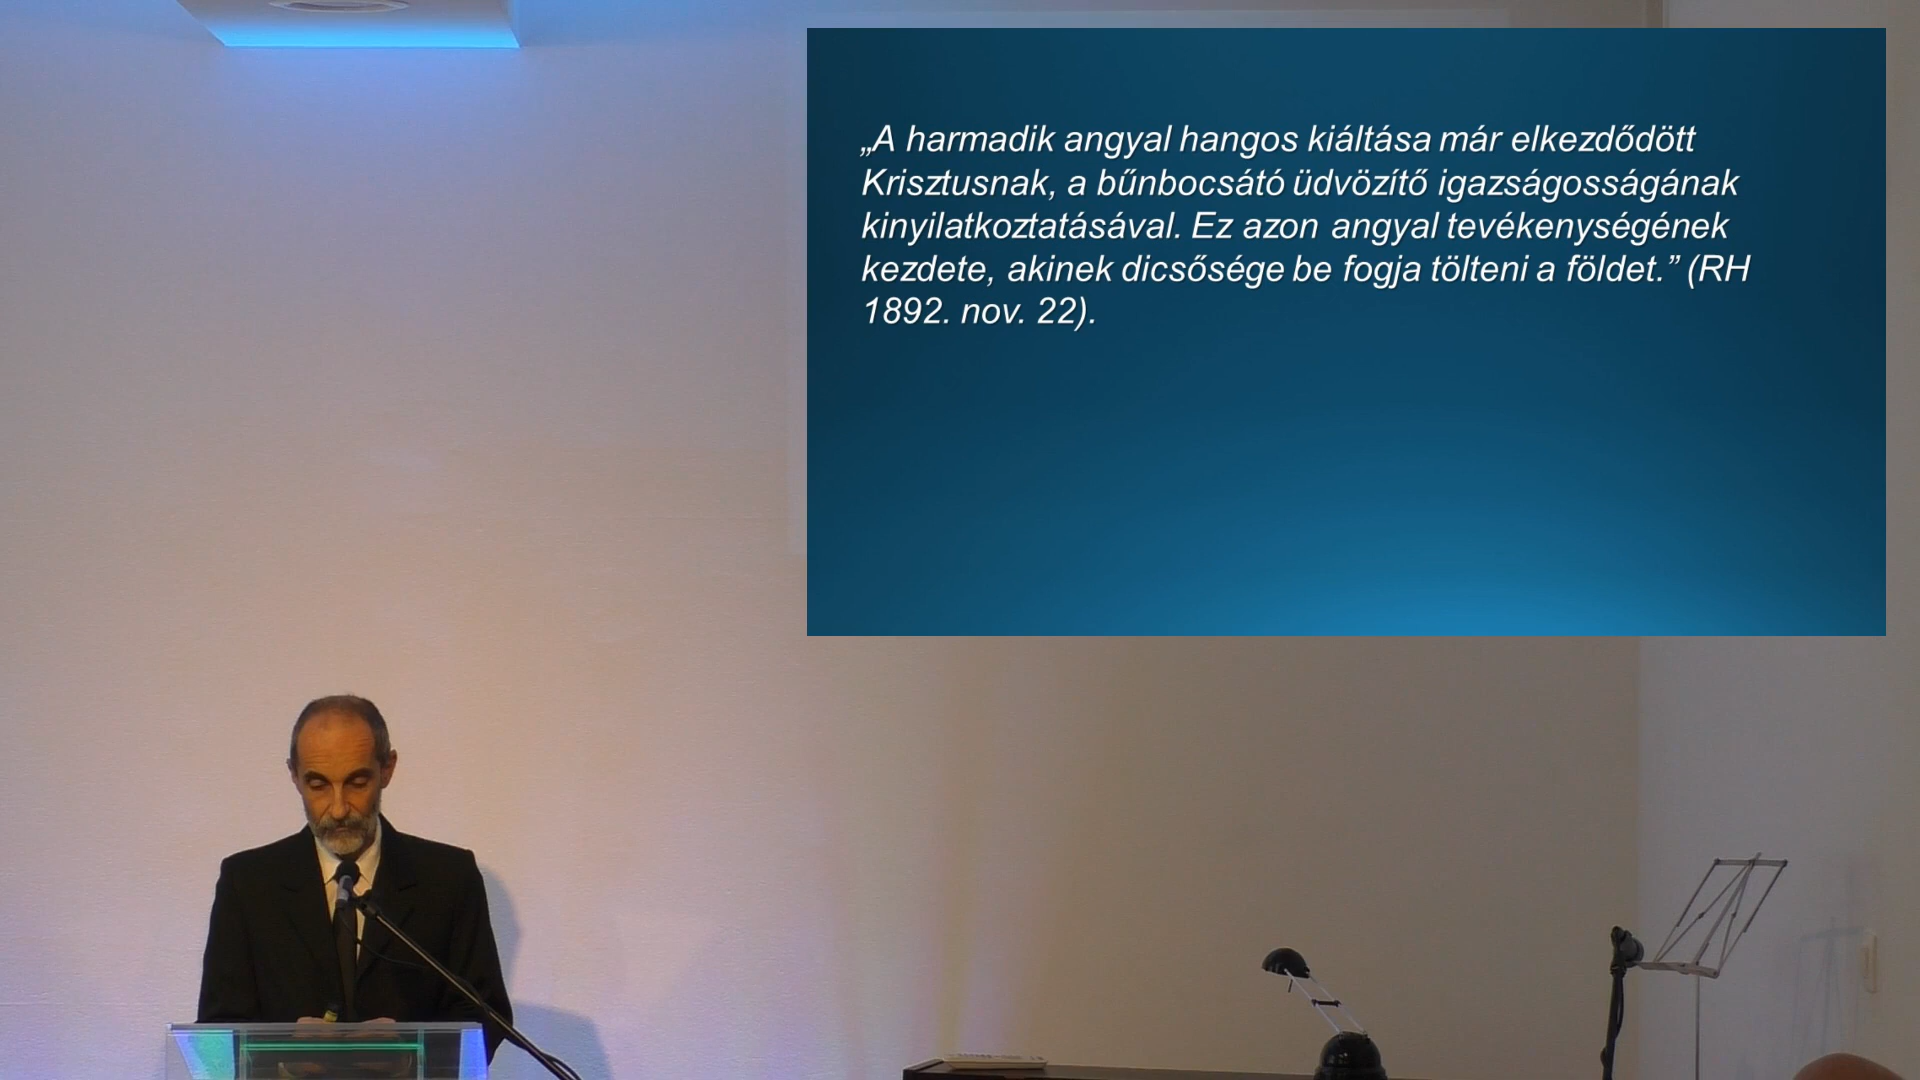 „A harmadik angyal hangos kiáltása már elkezdődött
Krisztusnak, a bűnbocsátó üdvözítő igazságosságának
kinyilatkoztatásával. Ez azon angyal tevékenységének
kezdete, akinek dicsősége be fogja tölteni a földet.” (RH
1892. nov. 22).